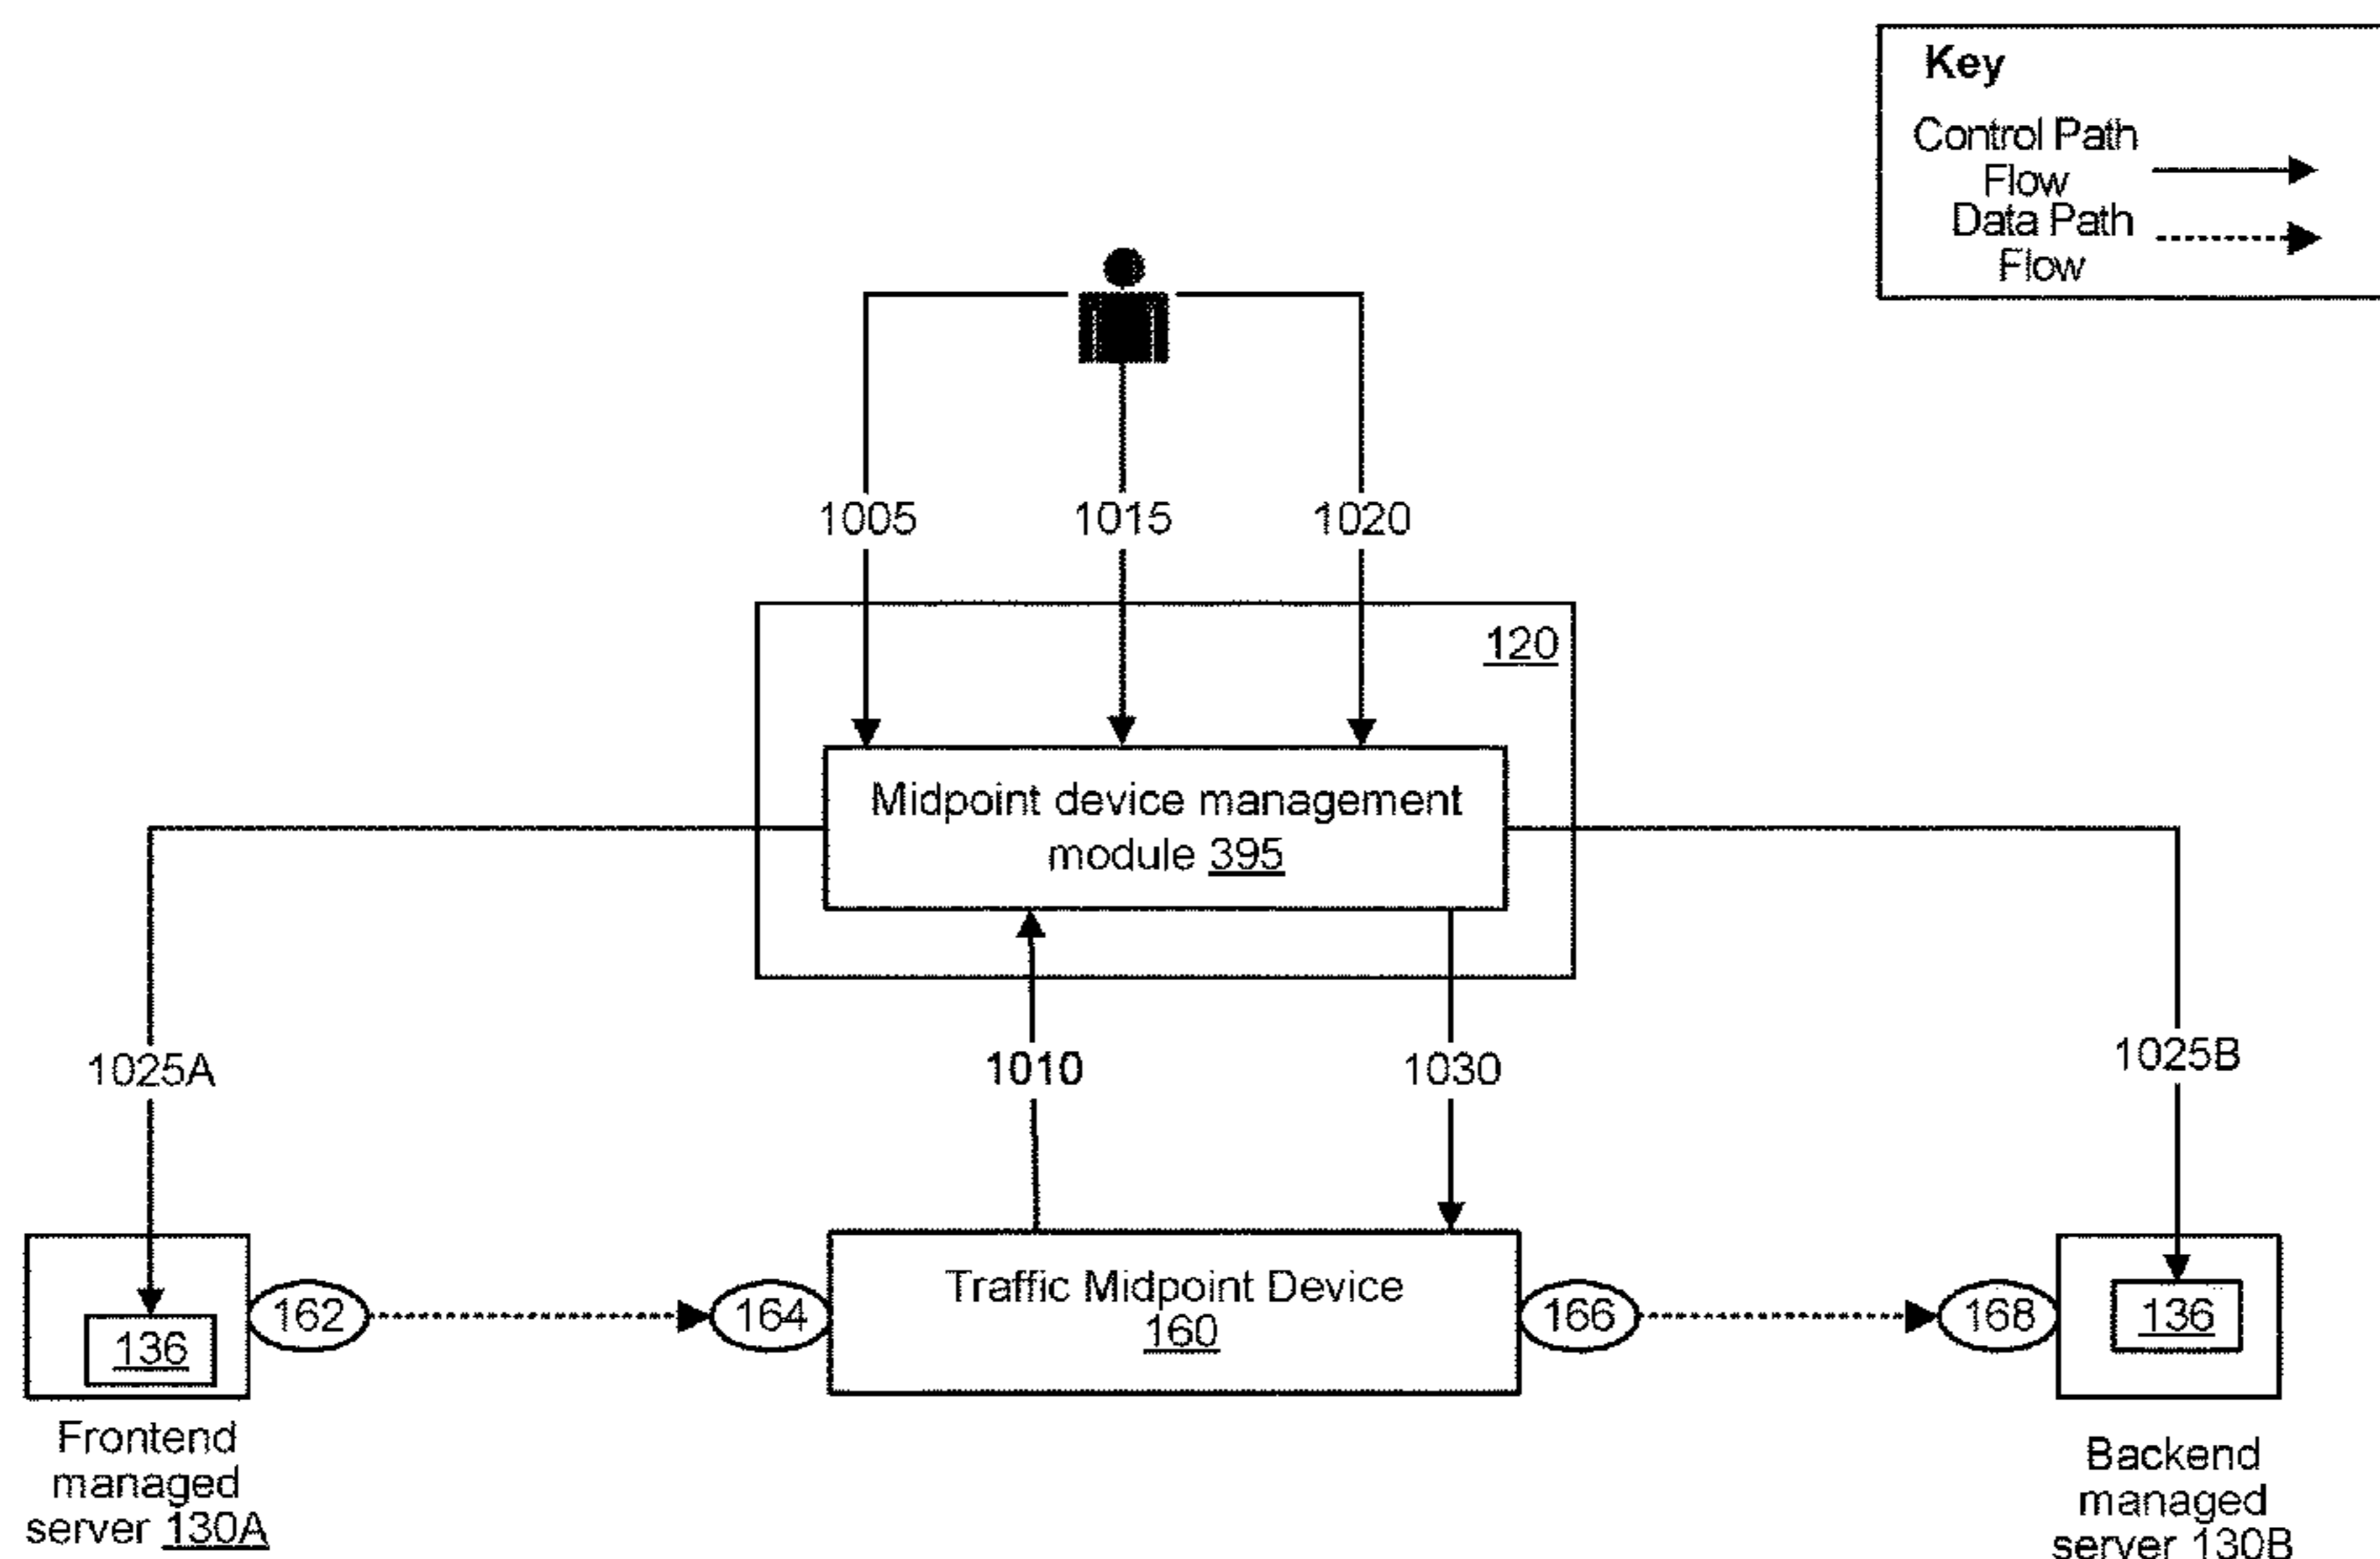 Key
Control Path
Flow
Data Path
Flow
1005
1015
1020
120
Midpoint device management
module 395
1025A
1010
1030
1025B
136
162
164
Traffic Midpoint Device
160
166
168
136
Frontend
managed
server 130A
Backend
managed
server 130B